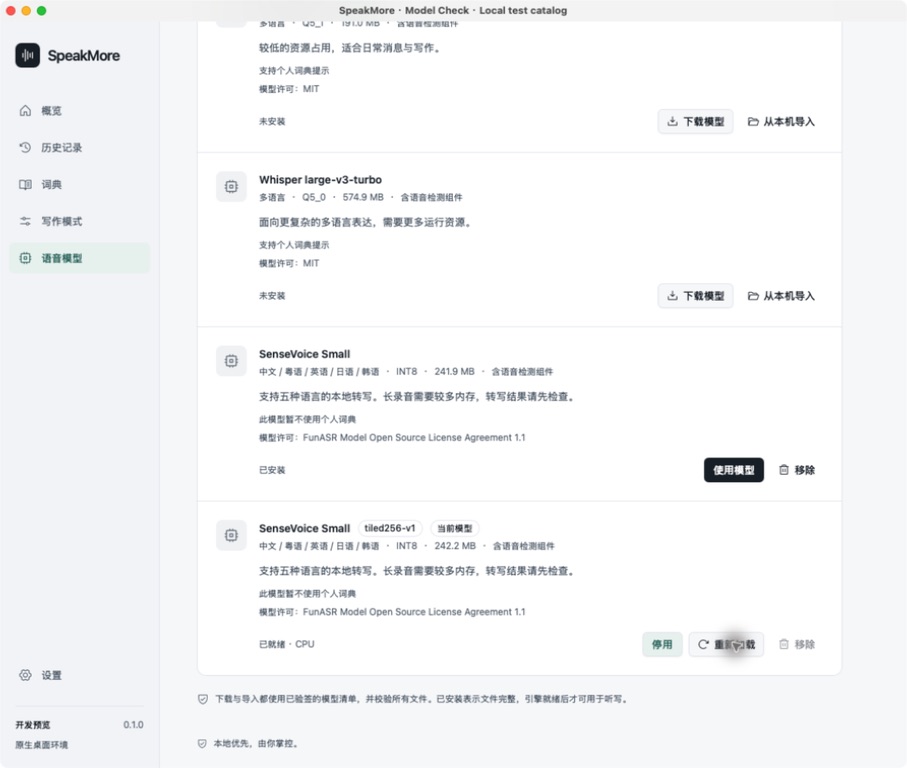 SpeakMore · Model Check · Local test catalog
SpeakMore
概览
历史记录
词典
写作模式
语音模型
设置
开发预览 0.1.0
原生桌面环境
多语言 · Q5_1 · 191.0 MB · 含语音检测组件
较低的资源占用，适合日常消息与写作。
支持个人词典提示
模型许可：MIT
未安装 下载模型 从本机导入
Whisper large-v3-turbo
多语言 · Q5_0 · 574.9 MB · 含语音检测组件
面向更复杂的多语言表达，需要更多运行资源。
支持个人词典提示
模型许可：MIT
未安装 下载模型 从本机导入
SenseVoice Small
中文 / 粤语 / 英语 / 日语 / 韩语 · INT8 · 241.9 MB · 含语音检测组件
支持五种语言的本地转写。长录音需要较多内存，转写结果请先检查。
此模型暂不使用个人词典
模型许可：FunASR Model Open Source License Agreement 1.1
已安装 使用模型 移除
SenseVoice Small tiled256-v1 当前模型
中文 / 粤语 / 英语 / 日语 / 韩语 · INT8 · 242.2 MB · 含语音检测组件
支持五种语言的本地转写。长录音需要较多内存，转写结果请先检查。
此模型暂不使用个人词典
模型许可：FunASR Model Open Source License Agreement 1.1
已就绪 · CPU 停用 重新加载 移除
下载与导入都使用已验签的模型清单，并校验所有文件。已安装表示文件完整，引擎就绪后才可用于听写。
本地优先，由你掌控。